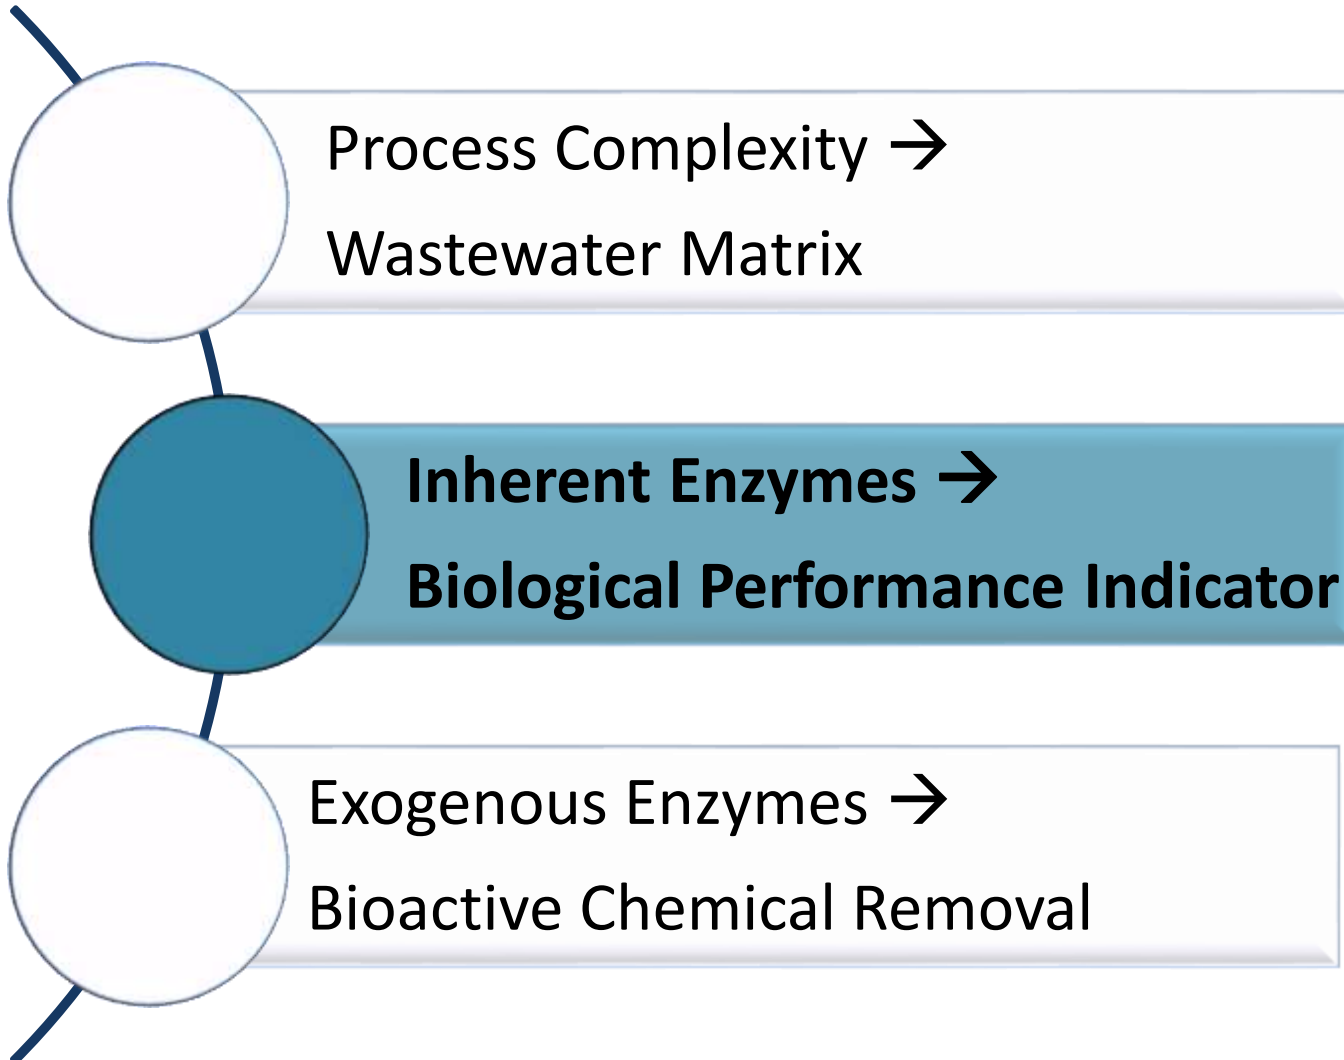 Process Complexity →
Wastewater Matrix
Inherent Enzymes →
Biological Performance Indicator
Exogenous Enzymes →
Bioactive Chemical Removal